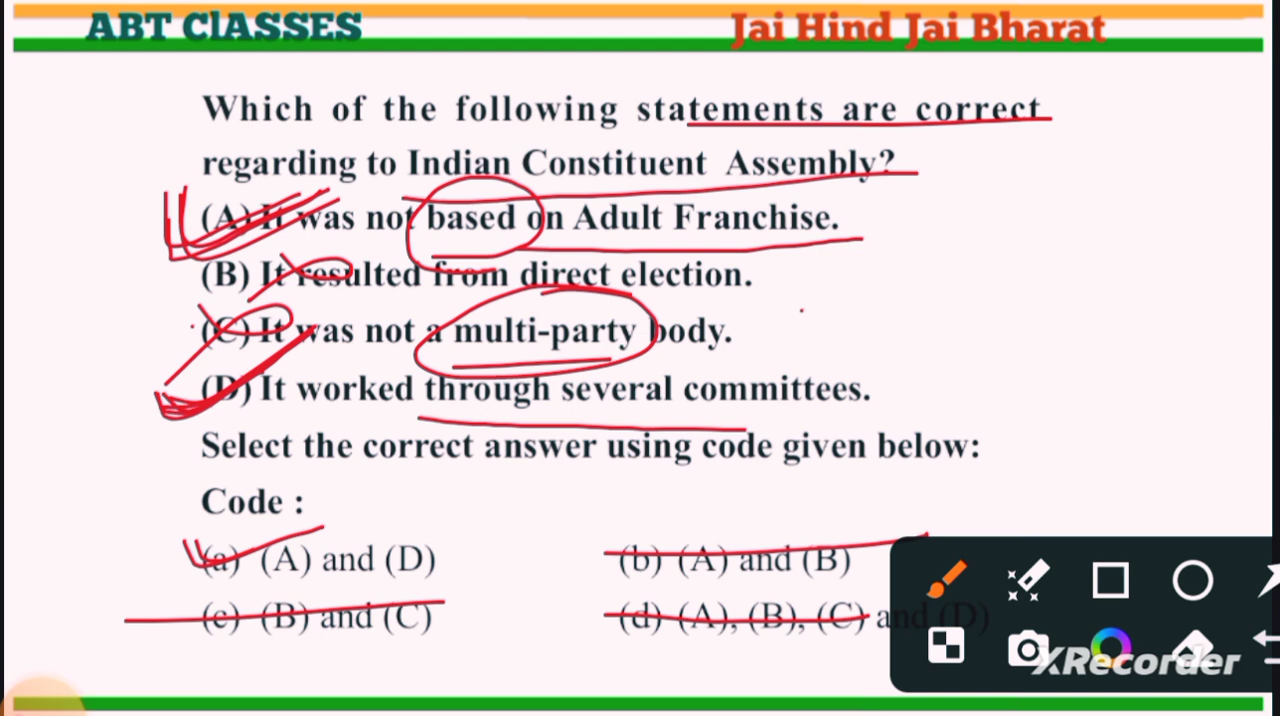 ABT ClASSES
Jai Hind Jai Bharat
Which of the following statements are correct
regarding to Indian Constituent Assembly?
(A) It was not based on Adult Franchise.
(B) It resulted from direct election.
(C) It was not a multi-party body.
(D) It worked through several committees.
Select the correct answer using code given below:
Code :
(a) (A) and (D)
(b) (A) and (B)
(c) (B) and (C)
(d) (A), (B), (C) and (D)
XRecorder